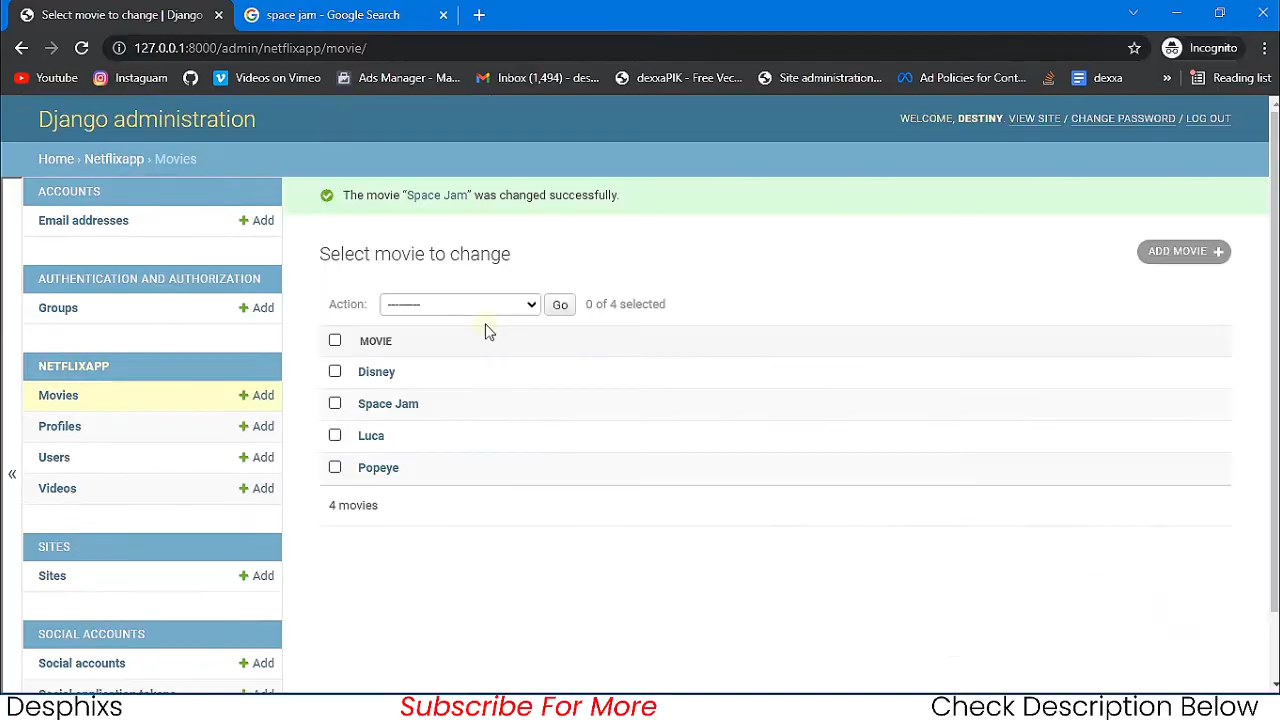 Select movie to change | Django
space jam - Google Search
127.0.0.1:8000/admin/netflixapp/movie/
Incognito
Youtube
Instaguam
Videos on Vimeo
Ads Manager - Ma...
Inbox (1,494) - des...
dexxaPIK - Free Vec...
Site administration...
Ad Policies for Cont...
dexxa
»
Reading list
Django administration
WELCOME, DESTINY. VIEW SITE / CHANGE PASSWORD / LOG OUT
Home › Netflixapp › Movies
ACCOUNTS
Email addresses + Add
AUTHENTICATION AND AUTHORIZATION
Groups + Add
NETFLIXAPP
Movies + Add
Profiles + Add
Users + Add
Videos + Add
SITES
Sites + Add
SOCIAL ACCOUNTS
Social accounts + Add
«
The movie “Space Jam” was changed successfully.
Select movie to change
ADD MOVIE +
Action: --------- Go 0 of 4 selected
MOVIE
Disney
Space Jam
Luca
Popeye
4 movies
Desphixs
Subscribe For More
Check Description Below